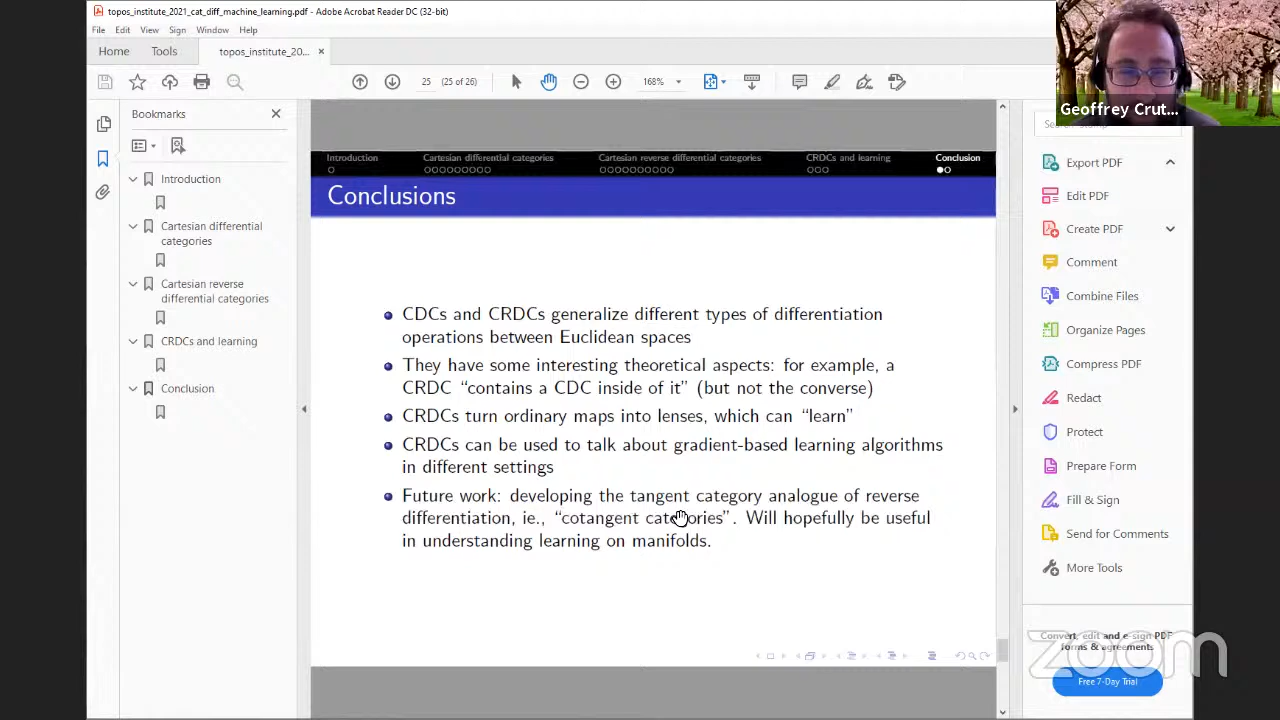 topos_institute_2021_cat_diff_machine_learning.pdf - Adobe Acrobat Reader DC (32-bit)
File Edit View Sign Window Help
Home Tools topos_institute_20... ×
25 (25 of 26) 168%
Geoffrey Crut...
Bookmarks
Introduction
Cartesian differential
categories
Cartesian reverse
differential categories
CRDCs and learning
Conclusion
Introduction Cartesian differential categories Cartesian reverse differential categories CRDCs and learning Conclusion
Conclusions
CDCs and CRDCs generalize different types of differentiation
operations between Euclidean spaces
They have some interesting theoretical aspects: for example, a
CRDC “contains a CDC inside of it” (but not the converse)
CRDCs turn ordinary maps into lenses, which can “learn”
CRDCs can be used to talk about gradient-based learning algorithms
in different settings
Future work: developing the tangent category analogue of reverse
differentiation, ie., “cotangent categories”. Will hopefully be useful
in understanding learning on manifolds.
Export PDF
Edit PDF
Create PDF
Comment
Combine Files
Organize Pages
Compress PDF
Redact
Protect
Prepare Form
Fill & Sign
Send for Comments
More Tools
Convert, edit and e-sign PDF
forms & agreements
Free 7-Day Trial
zoom